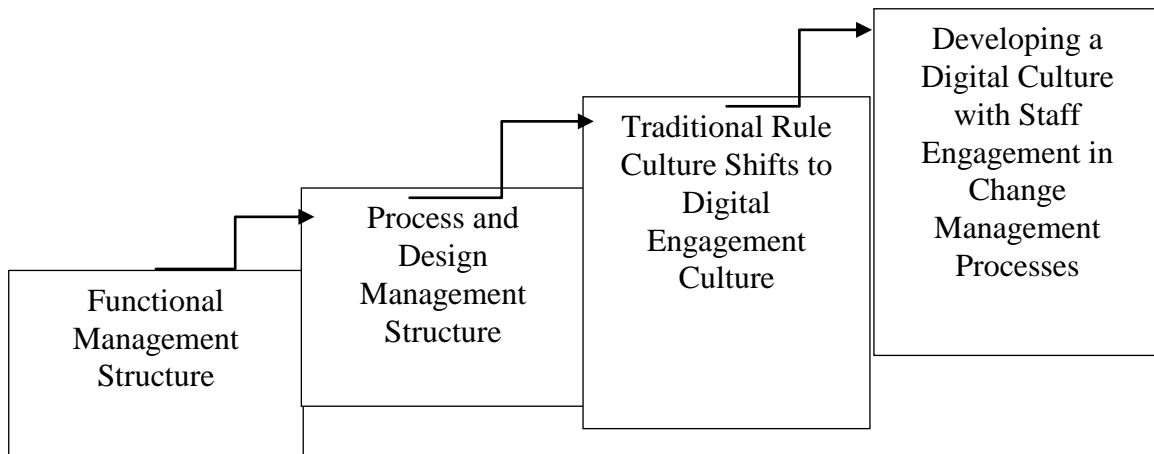 Functional
Management
Structure
Process and
Design
Management
Structure
Traditional Rule
Culture Shifts to
Digital
Engagement
Culture
Developing a
Digital Culture
with Staff
Engagement in
Change
Management
Processes